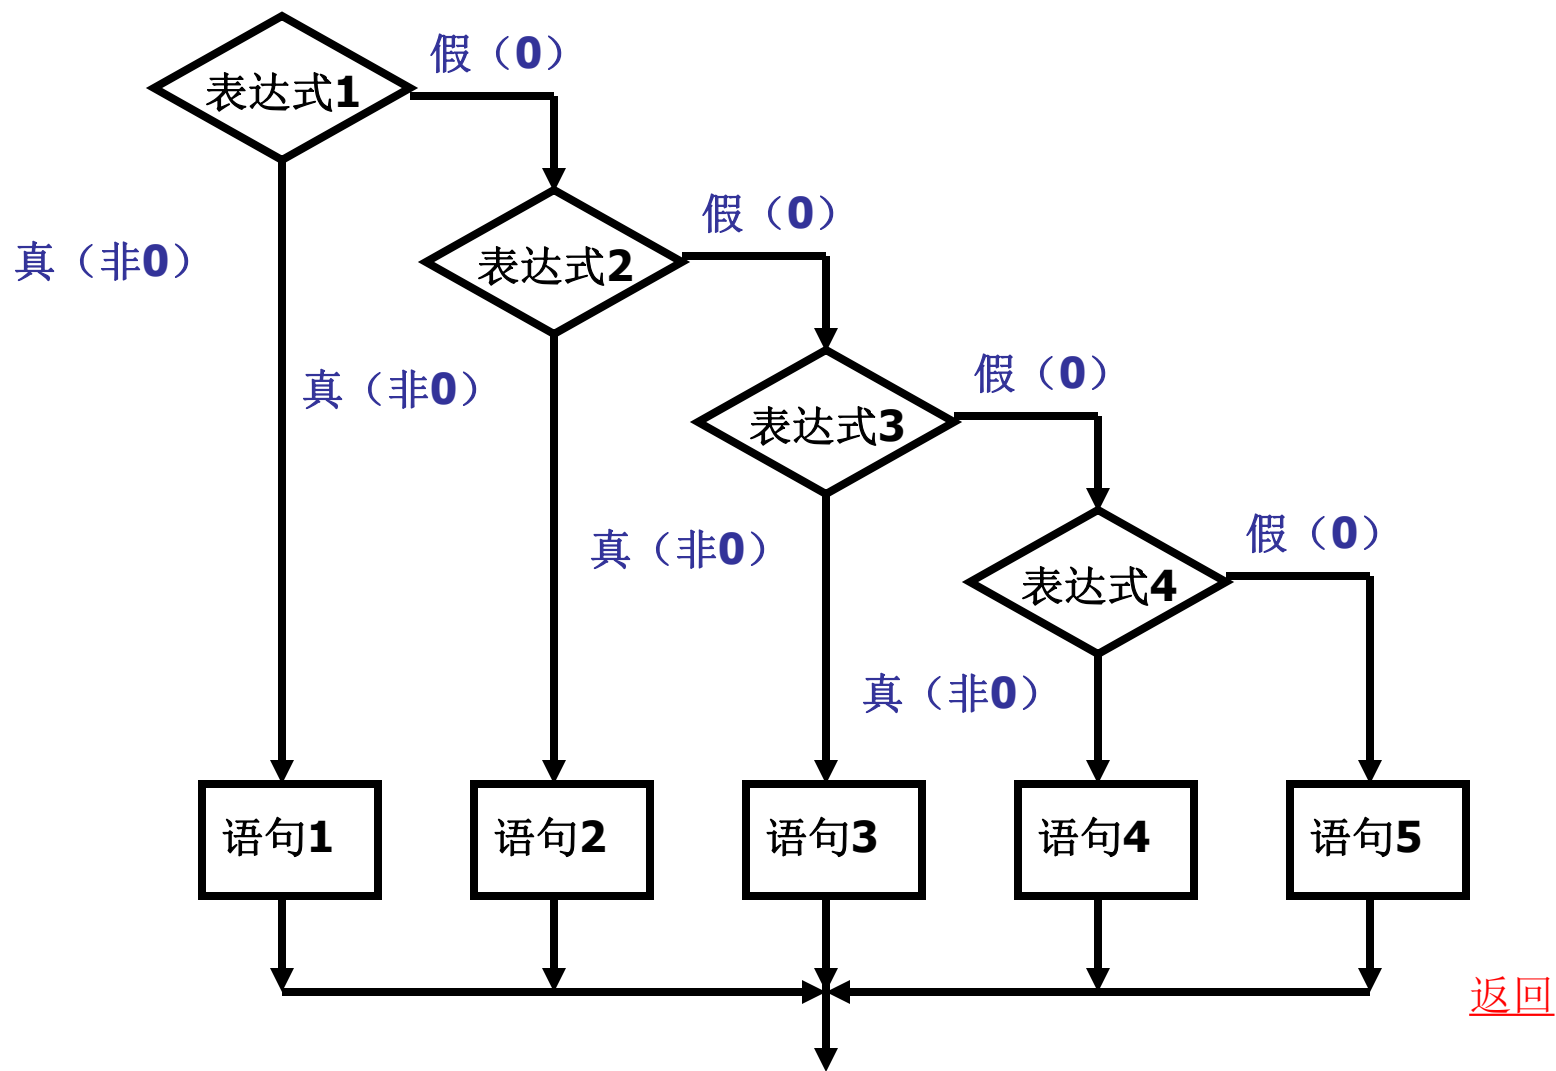 假（0）
表达式1
假（0）
真（非0）
表达式2
假（0）
真（非0）
表达式3
假（0）
真（非0）
表达式4
真（非0）
语句1
语句2
语句3
语句4
语句5
返回